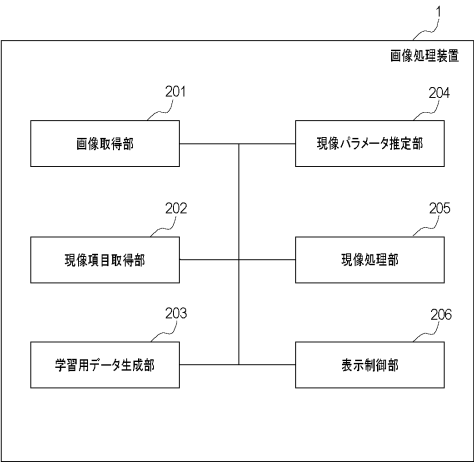 1
画像処理装置
201
画像取得部
204
現像パラメータ推定部
202
現像項目取得部
205
現像処理部
203
学習用データ生成部
206
表示制御部